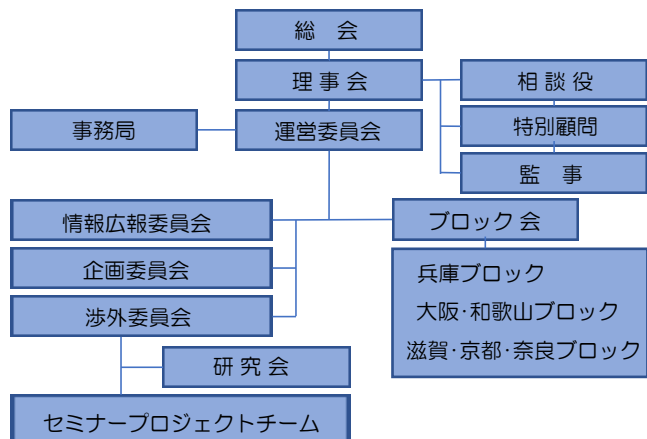 総　会
理 事 会
相 談 役
事務局
運営委員会
特別顧問
監　事
情報広報委員会
ブロック 会
企画委員会
兵庫ブロック
大阪･和歌山ブロック
渉外委員会
滋賀･京都･奈良ブロック
研 究 会
セミナープロジェクトチーム